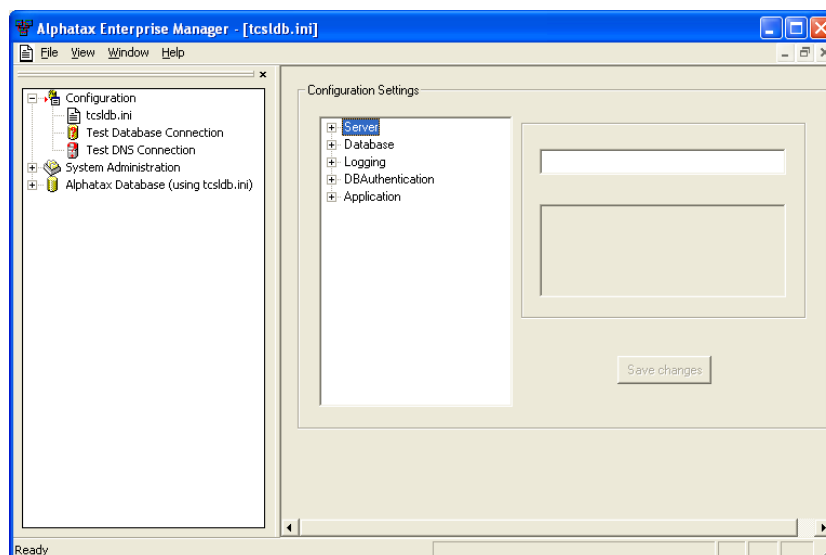 Alphatax Enterprise Manager - [tcsldb.ini]
File View Window Help
Configuration
tcsldb.ini
Test Database Connection
Test DNS Connection
System Administration
Alphatax Database (using tcsldb.ini)
Configuration Settings
Server
Database
Logging
DBAuthentication
Application
Save changes
Ready